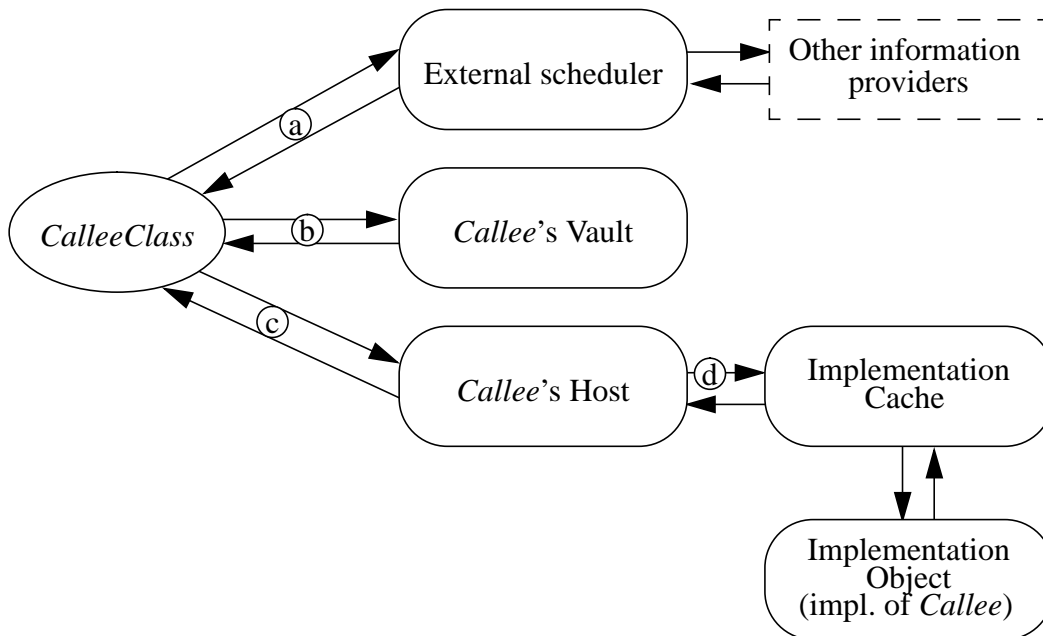 External scheduler
Other information
providers
a
CalleeClass
b
Callee's Vault
c
Callee's Host
d
Implementation
Cache
Implementation
Object
(impl. of Callee)